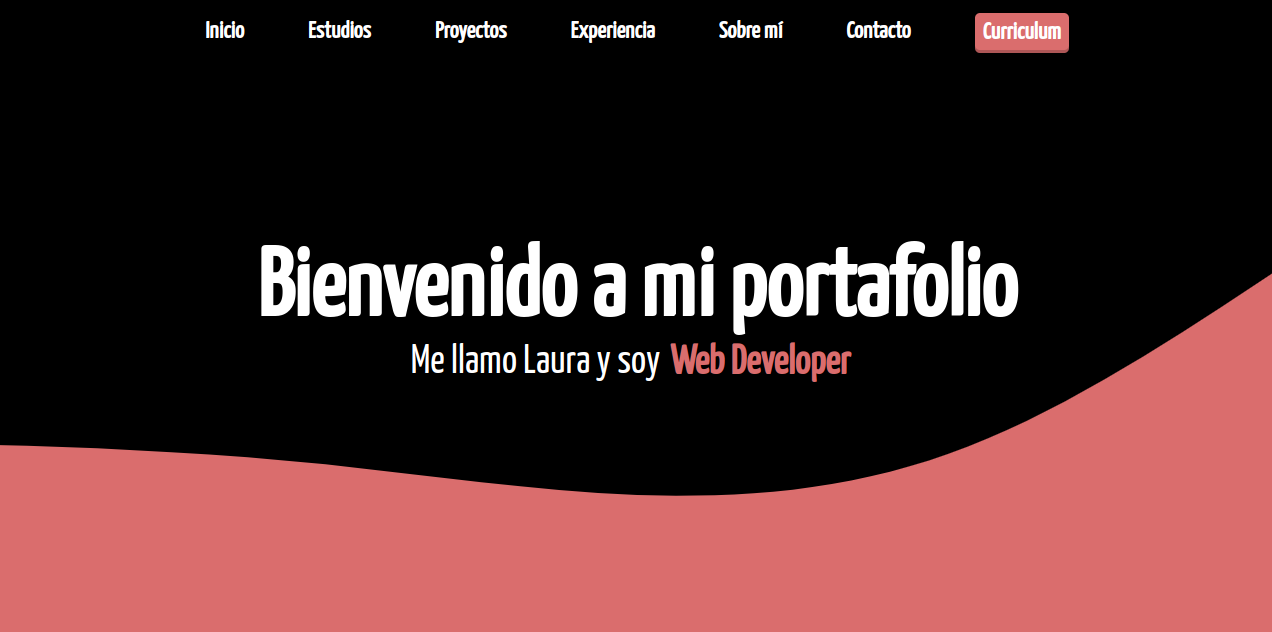 Inicio Estudios Proyectos Experiencia Sobre mí Contacto Curriculum
Bienvenido a mi portafolio
Me llamo Laura y soy Web Developer